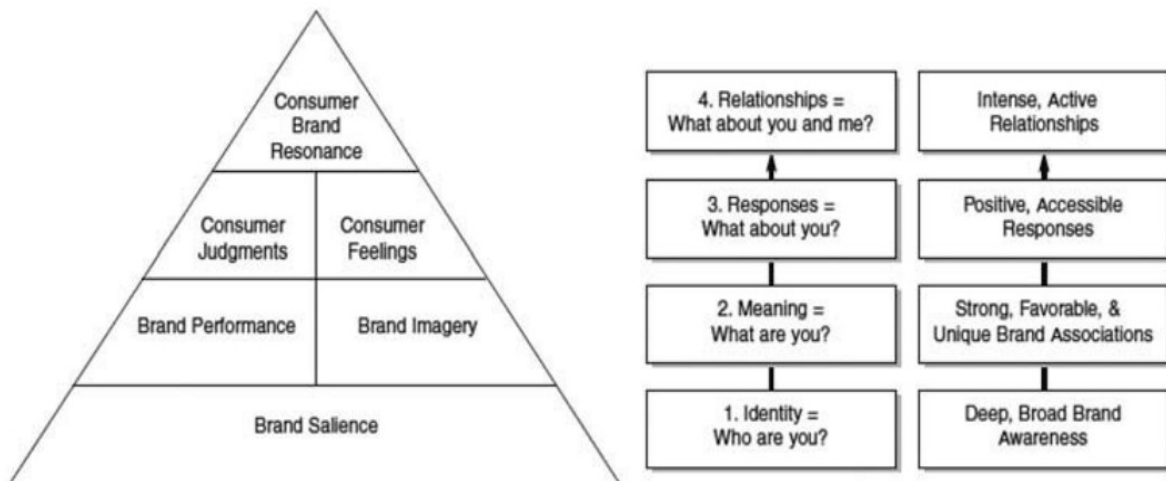 Consumer
Brand
Resonance
Consumer
Judgments
Consumer
Feelings
Brand Performance
Brand Imagery
Brand Salience
4. Relationships =
What about you and me?
Intense, Active
Relationships
3. Responses =
What about you?
Positive, Accessible
Responses
2. Meaning =
What are you?
Strong, Favorable, &
Unique Brand Associations
1. Identity =
Who are you?
Deep, Broad Brand
Awareness